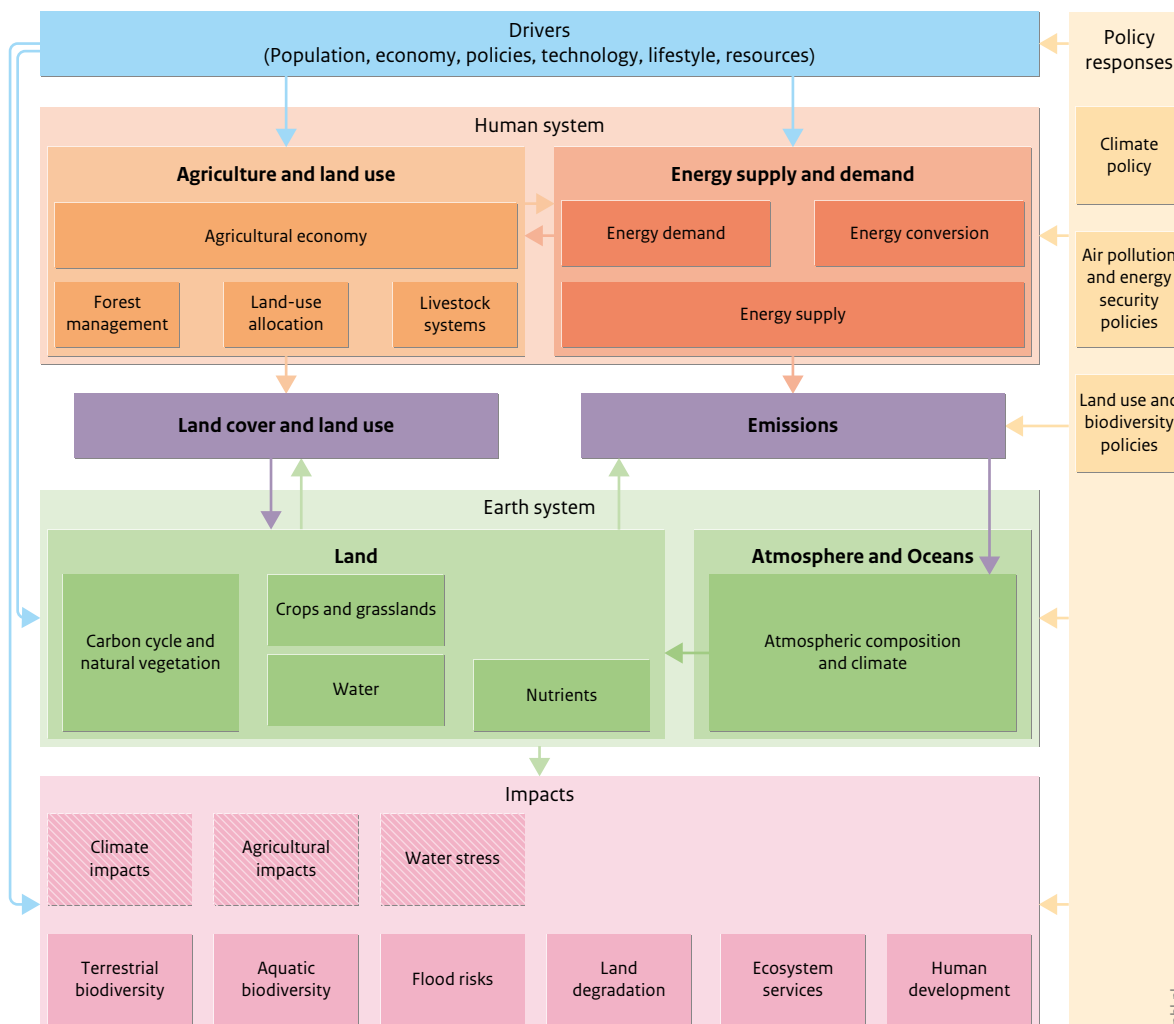 Drivers
(Population, economy, policies, technology, lifestyle, resources)
Policy
responses
Human system
Agriculture and land use
Energy supply and demand
Climate
policy
Agricultural economy
Energy demand
Energy conversion
Air pollution
and energy
security
policies
Forest
management
Land-use
allocation
Livestock
systems
Energy supply
Land cover and land use
Emissions
Land use and
biodiversity
policies
Earth system
Land
Atmosphere and Oceans
Carbon cycle and
natural vegetation
Crops and grasslands
Water
Nutrients
Atmospheric composition
and climate
Impacts
Climate
impacts
Agricultural
impacts
Water stress
Terrestrial
biodiversity
Aquatic
biodiversity
Flood risks
Land
degradation
Ecosystem
services
Human
development